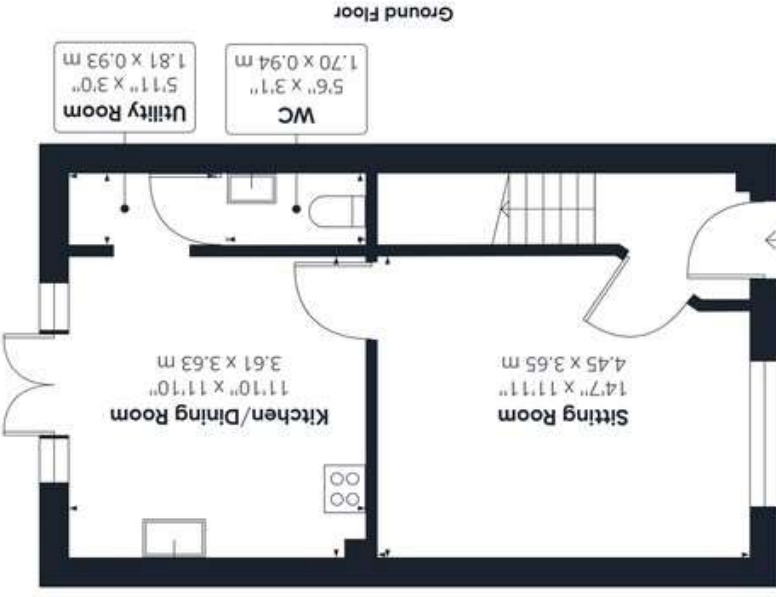 Sitting Room
14'7" x 11'11"
4.45 x 3.65 m
Kitchen/Dining Room
11'10" x 11'10"
3.61 x 3.63 m
WC
5'6" x 3'1"
1.70 x 0.94 m
Utility Room
5'11" x 3'0"
1.81 x 0.93 m
Ground Floor